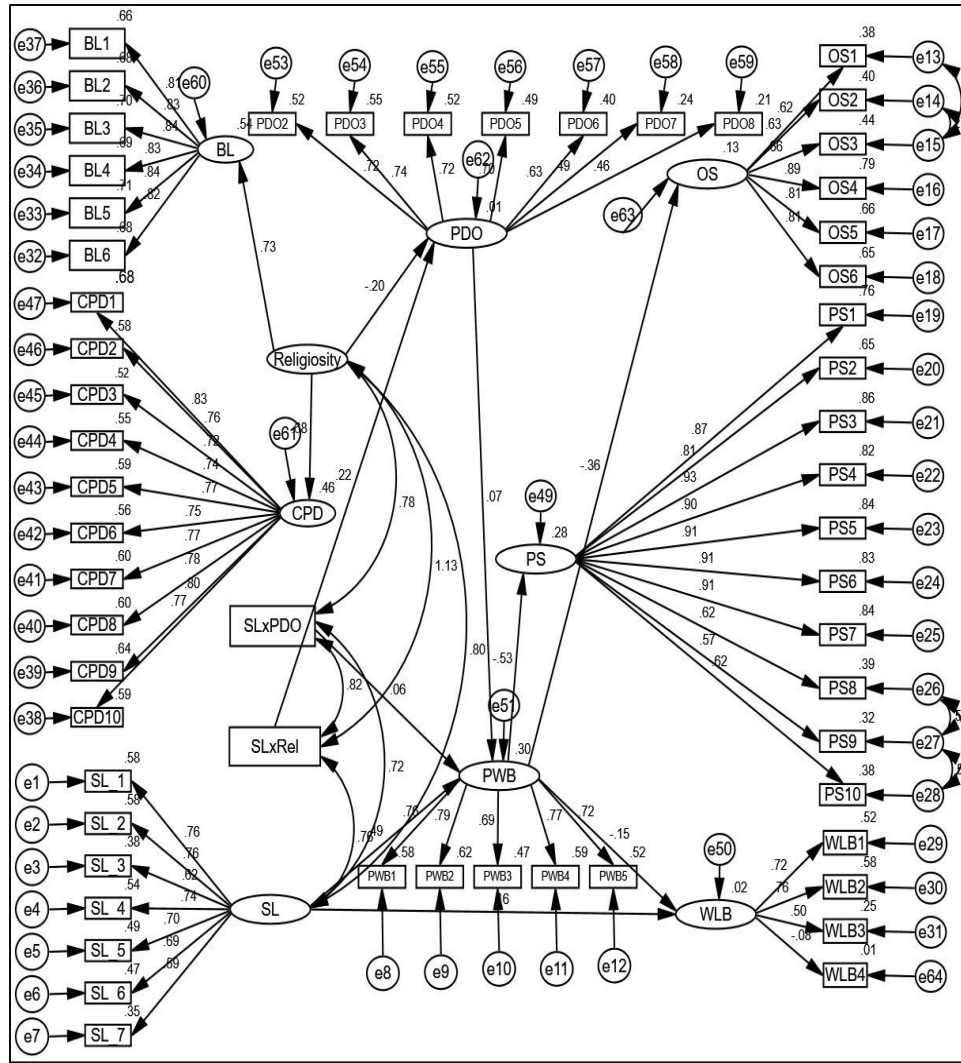 .66
e37 BL1
.68
e36 BL2
.70
e35 BL3
.69
e34 BL4
.71
e33 BL5
.68
e32 BL6
.81
.83
.84
.83
.84
.82
e60
.54
BL
e53 e54 e55 e56 e57 e58 e59
.52 .55 .52 .49 .40 .24 .21
PDO2 PDO3 PDO4 PDO5 PDO6 PDO7 PDO8
.72 .74 .72 .70 .63 .49 .46
e62
.01
PDO
.38
OS1 e13
.40
OS2 e14
.44
OS3 e15
.79
OS4 e16
.66
OS5 e17
.65
OS6 e18
.62
.63
.66
.89
.81
.81
.13
OS
e63
.73
-.20
Religiosity
.68
e47 CPD1
.58
e46 CPD2
.52
e45 CPD3
.55
e44 CPD4
.59
e43 CPD5
.56
e42 CPD6
.60
e41 CPD7
.60
e40 CPD8
.64
e39 CPD9
.59
e38 CPD10
.83
.76
.72
.74
.77
.75
.77
.78
.80
.77
e61
.46
CPD
.22
.78
1.13
.80
.07
-.36
.76
PS1 e19
.65
PS2 e20
.86
PS3 e21
.82
PS4 e22
.84
PS5 e23
.83
PS6 e24
.84
PS7 e25
.39
PS8 e26
.32
PS9 e27
.38
PS10 e28
.87
.81
.93
.90
.91
.91
.91
.62
.57
.62
e49
.28
PS
-.53
SLxPDO
.82
.06
SLxRel
.72
.76
e51
.30
PWB
.76 .79 .69 .77 .72
-.15
.49
.58 .62 .47 .59 .52
PWB1 PWB2 PWB3 PWB4 PWB5
e8 e9 e10 e11 e12
.58
e1 SL_1
.58
e2 SL_2
.38
e3 SL_3
.54
e4 SL_4
.49
e5 SL_5
.47
e6 SL_6
.35
e7 SL_7
.76
.76
.62
.74
.70
.69
.59
SL
e50
.02
WLB
.52
WLB1 e29
.58
WLB2 e30
.25
WLB3 e31
.01
WLB4 e64
.72
.76
.50
-.08